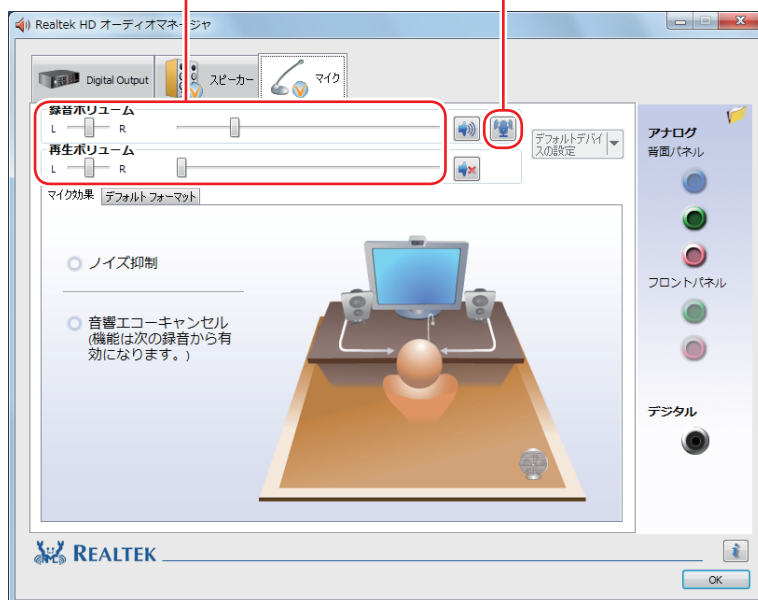 Realtek HD オーディオマネージャ
Digital Output
スピーカー
マイク
録音ボリューム
L R
再生ボリューム
L R
デフォルトデバイ
スの設定
マイク効果
デフォルトフォーマット
ノイズ抑制
音響エコーキャンセル
(機能は次の録音から有
効になります。)
アナログ
背面パネル
フロントパネル
デジタル
REALTEK
OK